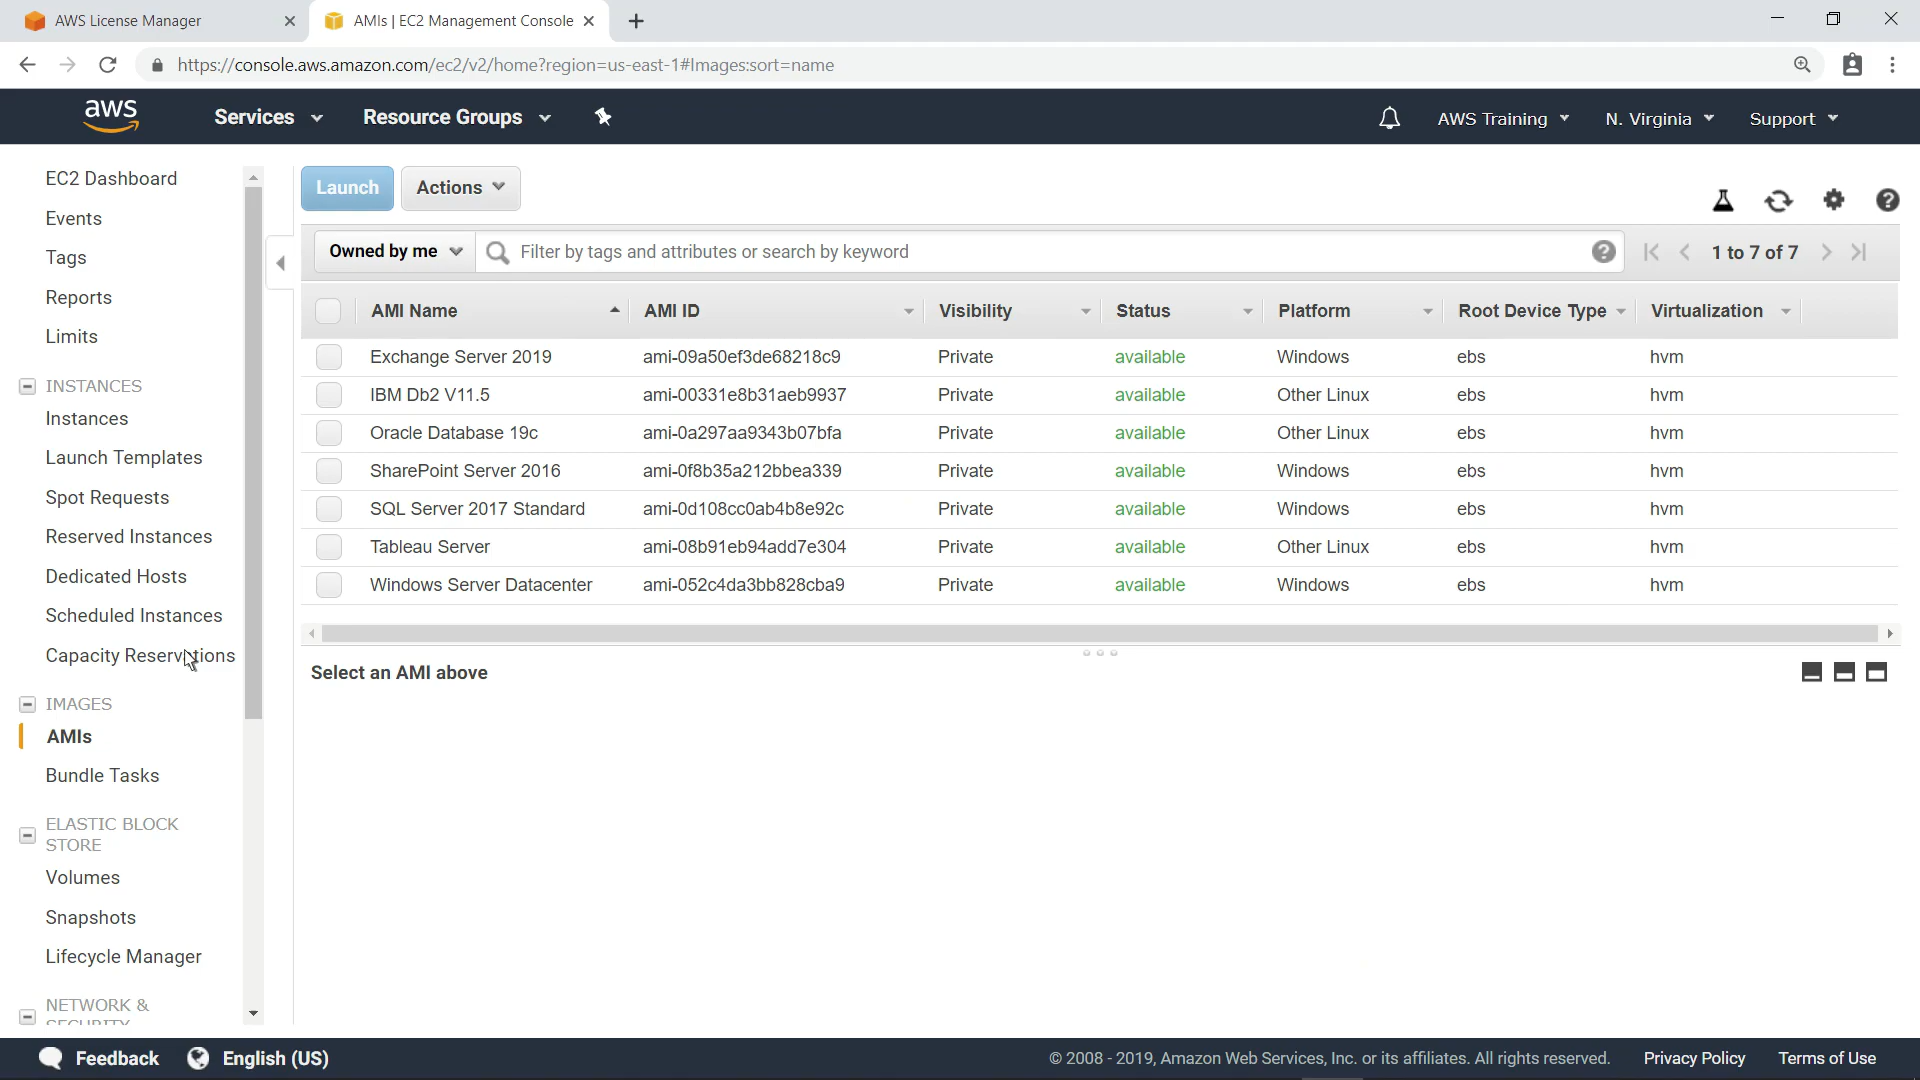 AWS License Manager
AMIs | EC2 Management Console
https://console.aws.amazon.com/ec2/v2/home?region=us-east-1#Images:sort=name
aws
Services
Resource Groups
AWS Training
N. Virginia
Support
EC2 Dashboard
Events
Tags
Reports
Limits
INSTANCES
Instances
Launch Templates
Spot Requests
Reserved Instances
Dedicated Hosts
Scheduled Instances
Capacity Reservations
IMAGES
AMIs
Bundle Tasks
ELASTIC BLOCK
STORE
Volumes
Snapshots
Lifecycle Manager
NETWORK &
SECURITY
Launch
Actions
Owned by me
Filter by tags and attributes or search by keyword
1 to 7 of 7
AMI Name AMI ID Visibility Status Platform Root Device Type Virtualization
Exchange Server 2019 ami-09a50ef3de68218c9 Private available Windows ebs hvm
IBM Db2 V11.5 ami-00331e8b31aeb9937 Private available Other Linux ebs hvm
Oracle Database 19c ami-0a297aa9343b07bfa Private available Other Linux ebs hvm
SharePoint Server 2016 ami-0f8b35a212bbea339 Private available Windows ebs hvm
SQL Server 2017 Standard ami-0d108cc0ab4b8e92c Private available Windows ebs hvm
Tableau Server ami-08b91eb94add7e304 Private available Other Linux ebs hvm
Windows Server Datacenter ami-052c4da3bb828cba9 Private available Windows ebs hvm
Select an AMI above
Feedback
English (US)
© 2008 - 2019, Amazon Web Services, Inc. or its affiliates. All rights reserved.
Privacy Policy
Terms of Use